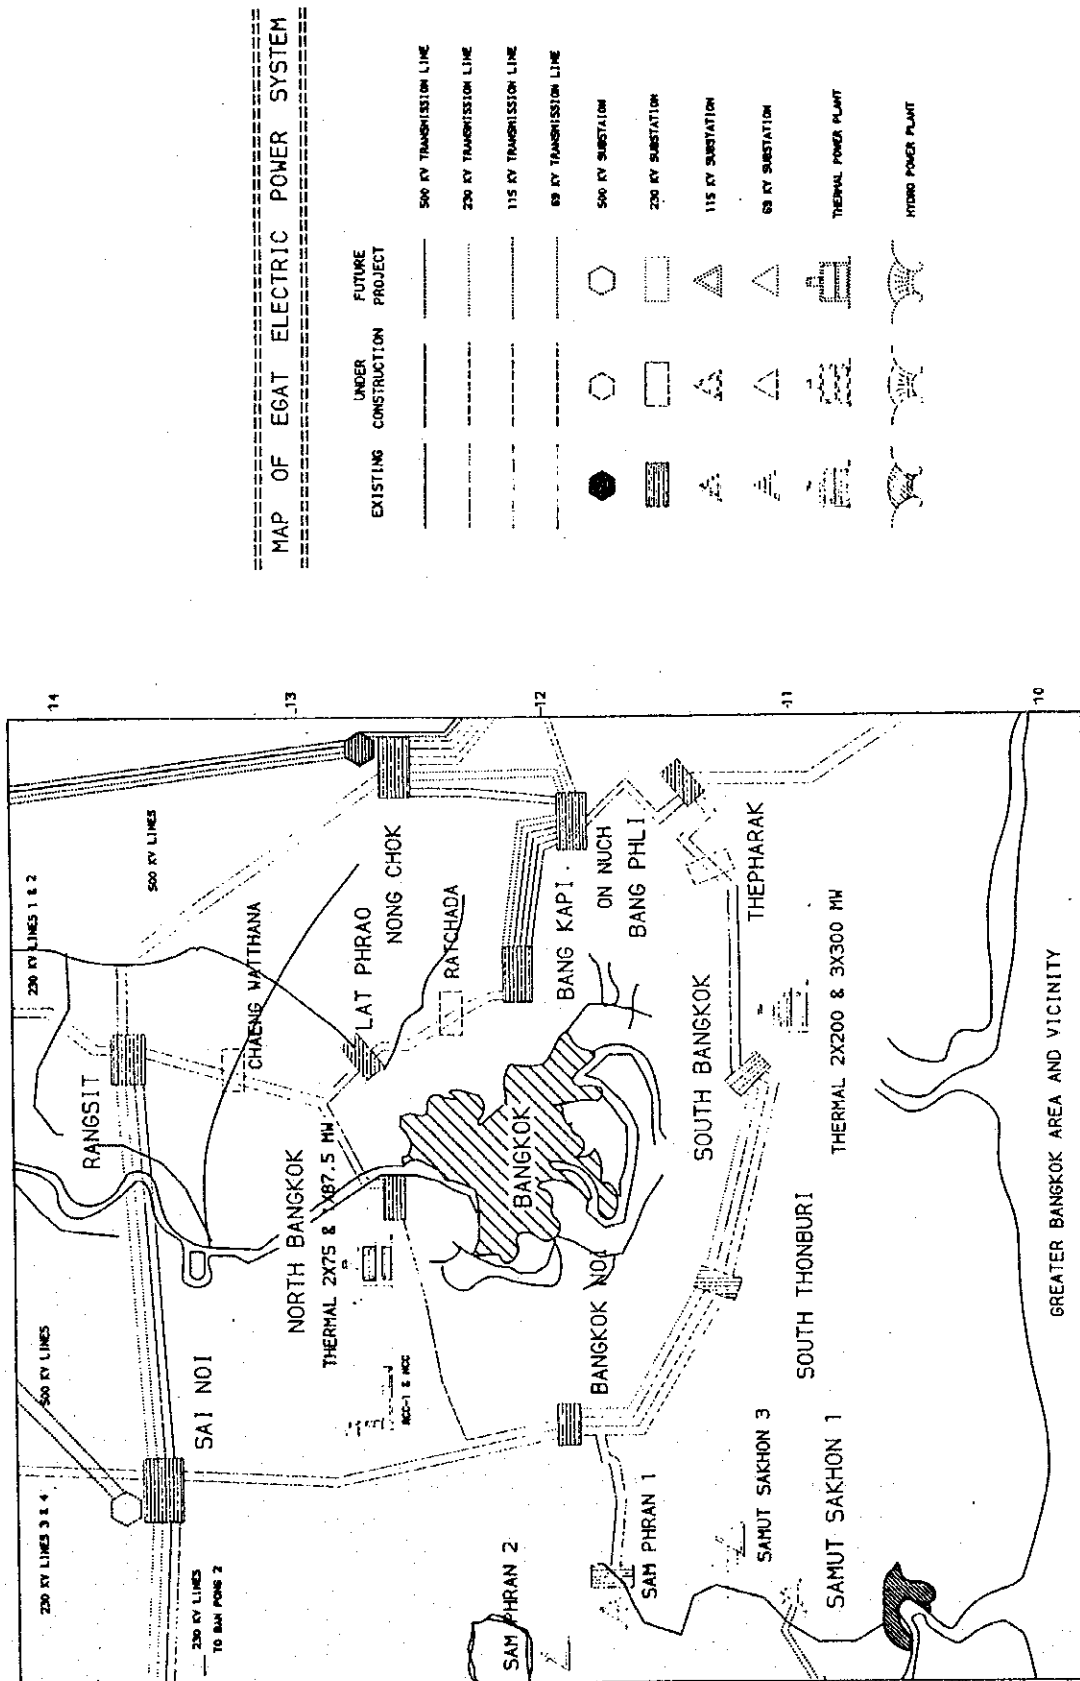 MAP OF EGAT ELECTRIC POWER SYSTEM
EXISTING
UNDER CONSTRUCTION
FUTURE PROJECT
500 KV TRANSMISSION LINE
230 KV TRANSMISSION LINE
115 KV TRANSMISSION LINE
69 KV TRANSMISSION LINE
500 KV SUBSTAION
230 KV SUBSTATION
115 KV SUBSTATION
69 KV SUBSTATION
THERMAL POWER PLANT
HYDRO POWER PLANT
230 KV LINES 3 & 4
500 KV LINES
230 KV LINES 1 & 2
500 KV LINES
14
230 KV LINES
TO BAN PONG 2
SAI NOI
RANGSIT
CHAENG WATTHANA
13
NORTH BANGKOK
THERMAL 2X75 & 1X87.5 MW
LAT PHRAO
NONG CHOK
RCC-1 & NCC
RATCHADA
12
SAM PHRAN 2
BANGKOK
BANG KAPI
BANGKOK NOI
ON NUCH
BANG PHLI
SAM PHRAN 1
SOUTH BANGKOK
11
THEPHARAK
SAMUT SAKHON 3
SOUTH THONBURI
THERMAL 2X200 & 3X300 MW
SAMUT SAKHON 1
10
GREATER BANGKOK AREA AND VICINITY